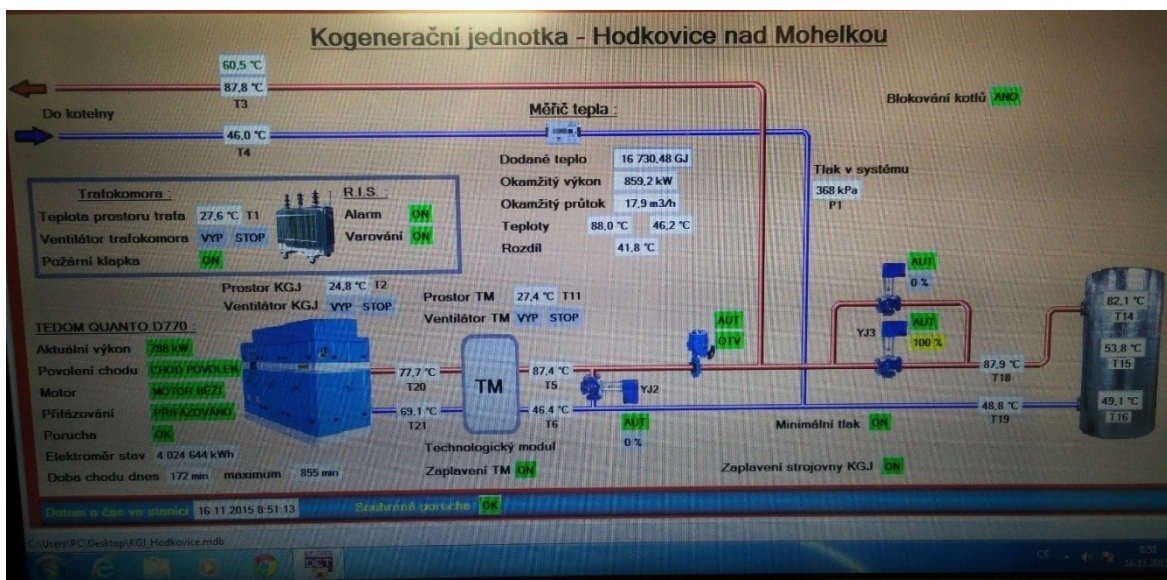 Kogenerační jednotka - Hodkovice nad Mohelkou
60,5 °C
87,8 °C
T3
Do kotelny
46,0 °C
T4
Měřič tepla :
Blokování kotlů ANO
Dodané teplo 16 730,48 GJ
Okamžitý výkon 859,2 kW
Okamžitý průtok 17,9 m3/h
Teploty 88,0 °C 46,2 °C
Rozdíl 41,8 °C
Tlak v systému
368 kPa
P1
Trafokomora :
Teplota prostoru trafa 27,6 °C T1
Ventilátor trafokomora VYP STOP
Požární klapka ON
R.I.S. :
Alarm ON
Varování ON
Prostor KGJ 24,8 °C T2
Ventilátor KGJ VYP STOP
Prostor TM 27,4 °C T11
Ventilátor TM VYP STOP
TEDOM QUANTO D770 :
Aktuální výkon 798 kW
Povolení chodu CHOD POVOLEN
Motor MOTOR BĚŽÍ
Přifázování PŘIFÁZOVÁNO
Porucha OK
Elektroměr stav 4 024 644 kWh
Doba chodu dnes 172 min maximum 855 min
77,7 °C
T20
69,1 °C
T21
TM
Technologický modul
Zaplavení TM ON
87,4 °C
T5
46,4 °C
T6
YJ2
AUT
0 %
AUT
OTV
AUT
0 %
YJ3
AUT
100 %
87,9 °C
T18
48,8 °C
T19
Minimální tlak ON
Zaplavení strojovny KGJ ON
82,1 °C
T14
53,8 °C
T15
49,1 °C
T16
Datum a čas ve stanici 16.11.2015 8:51:13 Souhrnná porucha OK
C:\Users\PC\Desktop\KGJ_Hodkovice.mdb
CS 8:51